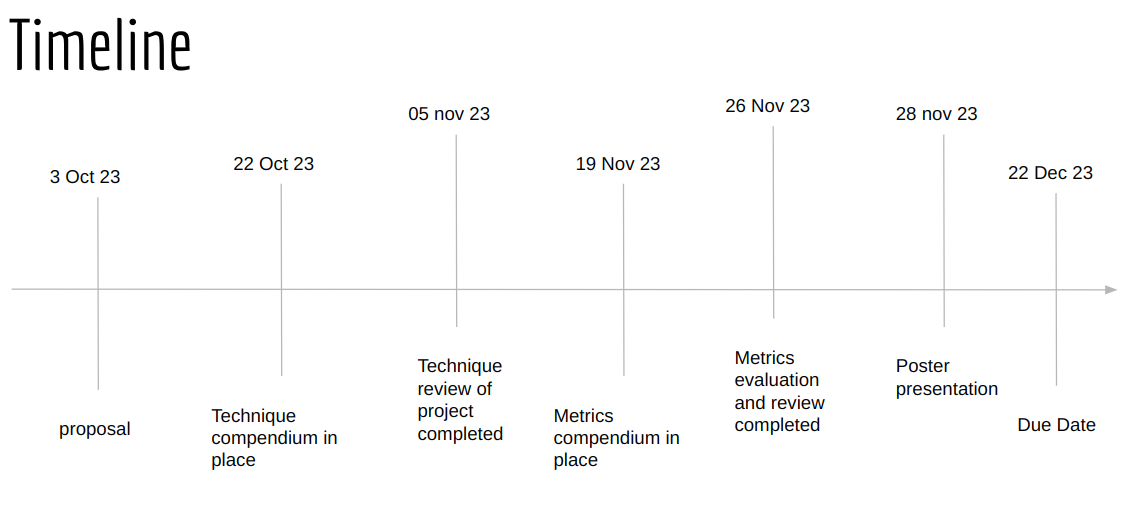 Timeline
3 Oct 23
22 Oct 23
05 nov 23
19 Nov 23
26 Nov 23
28 nov 23
22 Dec 23
proposal
Technique
compendium in
place
Technique
review of
project
completed
Metrics
compendium in
place
Metrics
evaluation
and review
completed
Poster
presentation
Due Date